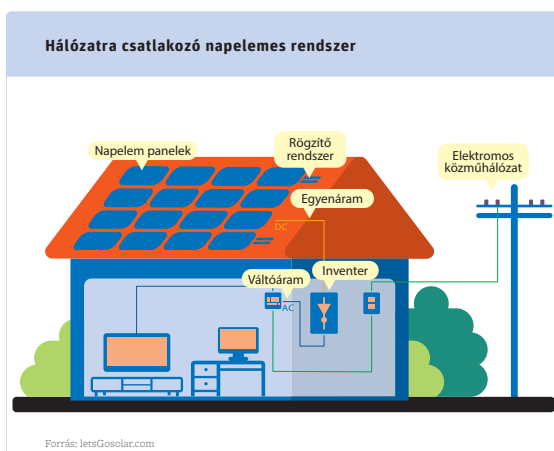 Hálózatra csatlakozó napelemes rendszer
Napelem panelek
Rögzítő
rendszer
Elektromos
közműhálózat
Egyenáram
DC
Váltóáram
Inventer
AC
Forrás: letsGosolar.com